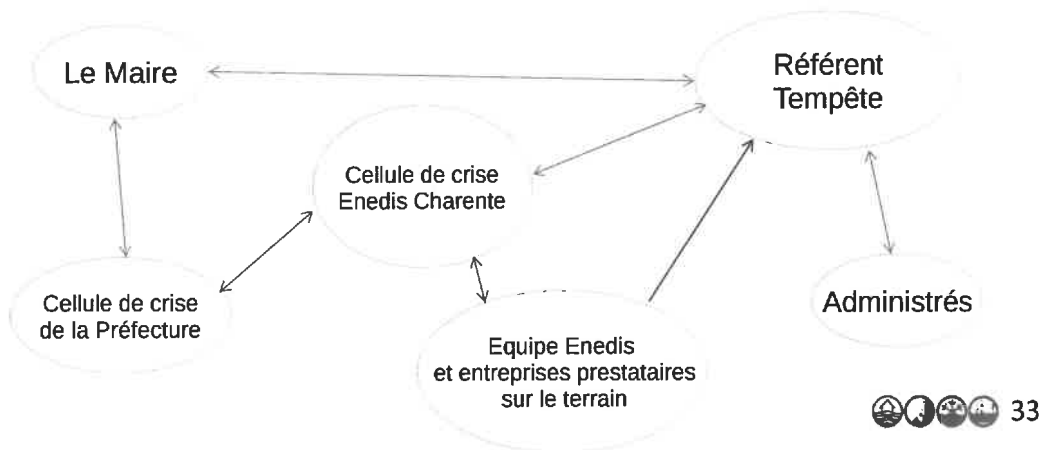 Le Maire
Référent
Tempête
Cellule de crise
Enedis Charente
Cellule de crise
de la Préfecture
Administrés
Equipe Enedis
et entreprises prestataires
sur le terrain
33